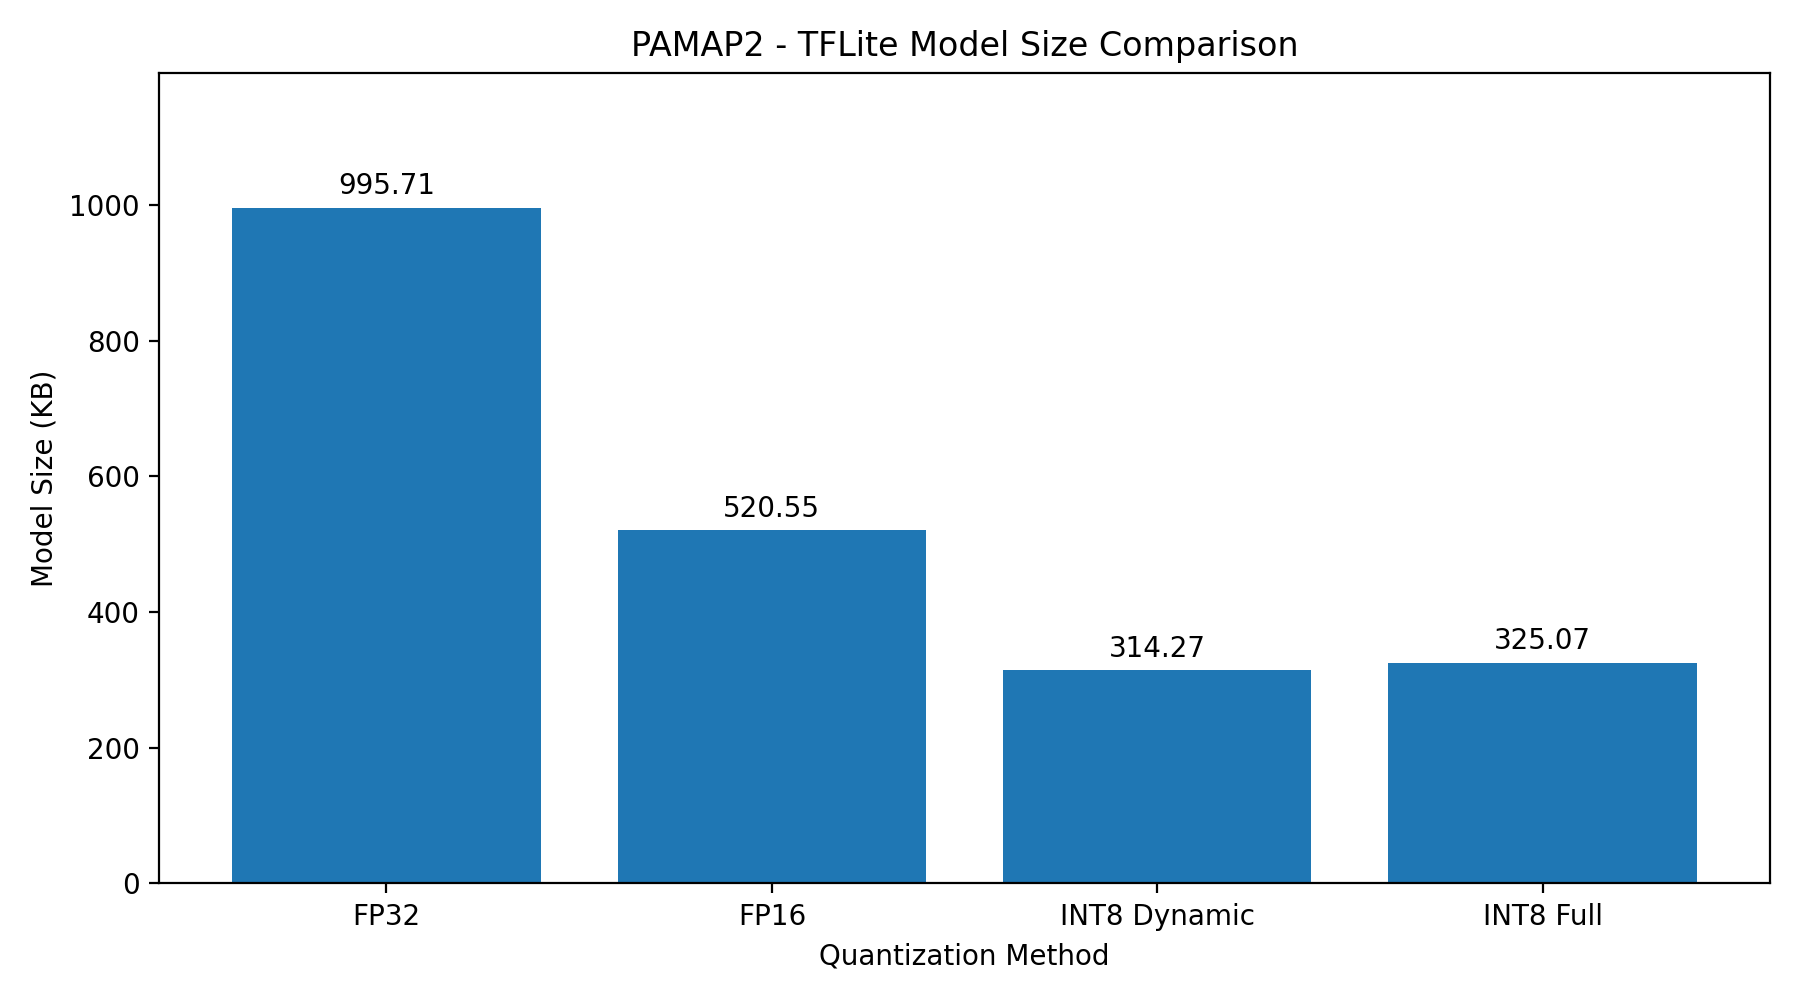 PAMAP2 - TFLite Model Size Comparison
Model Size (KB)
1000
800
600
400
200
0
995.71
520.55
314.27
325.07
FP32
FP16
INT8 Dynamic
INT8 Full
Quantization Method